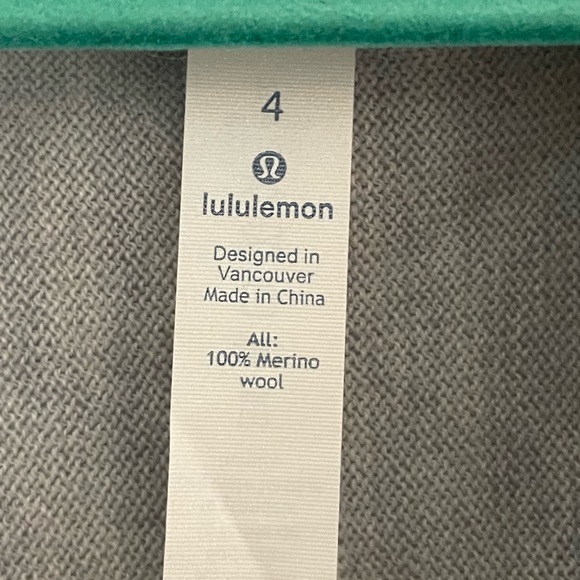 4
lululemon
Designed in
Vancouver
Made in China
All:
100% Merino
wool